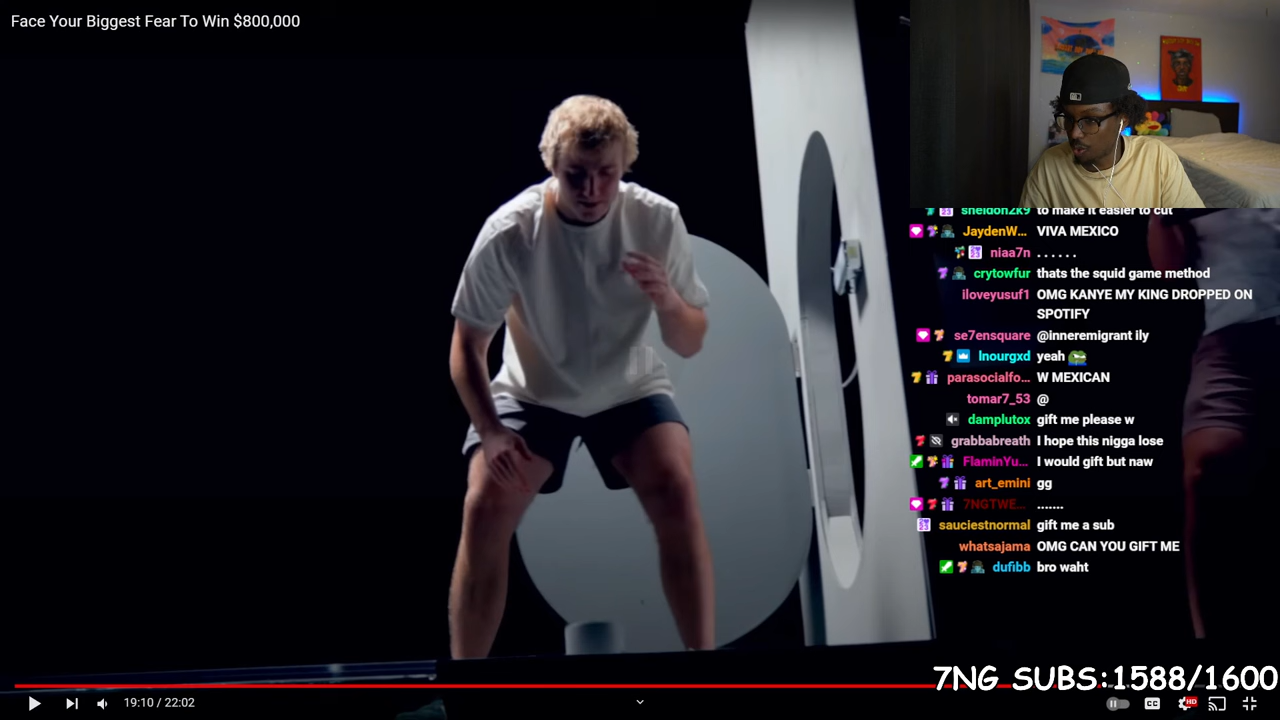 Face Your Biggest Fear To Win $800,000
sheldon2k9 to make it easier to cut
JaydenW... VIVA MEXICO
niaa7n . . . . . .
crytowfur thats the squid game method
iloveyusuf1 OMG KANYE MY KING DROPPED ON
SPOTIFY
se7ensquare @inneremigrant ily
lnourgxd yeah
parasocialfo... W MEXICAN
tomar7_53 @
damplutox gift me please w
grabbabreath I hope this nigga lose
FlaminYu... I would gift but naw
art_emini gg
7NGTWE... .......
sauciestnormal gift me a sub
whatsajama OMG CAN YOU GIFT ME
dufibb bro waht
7NG SUBS:1588/1600
19:10 / 22:02
CC
HD